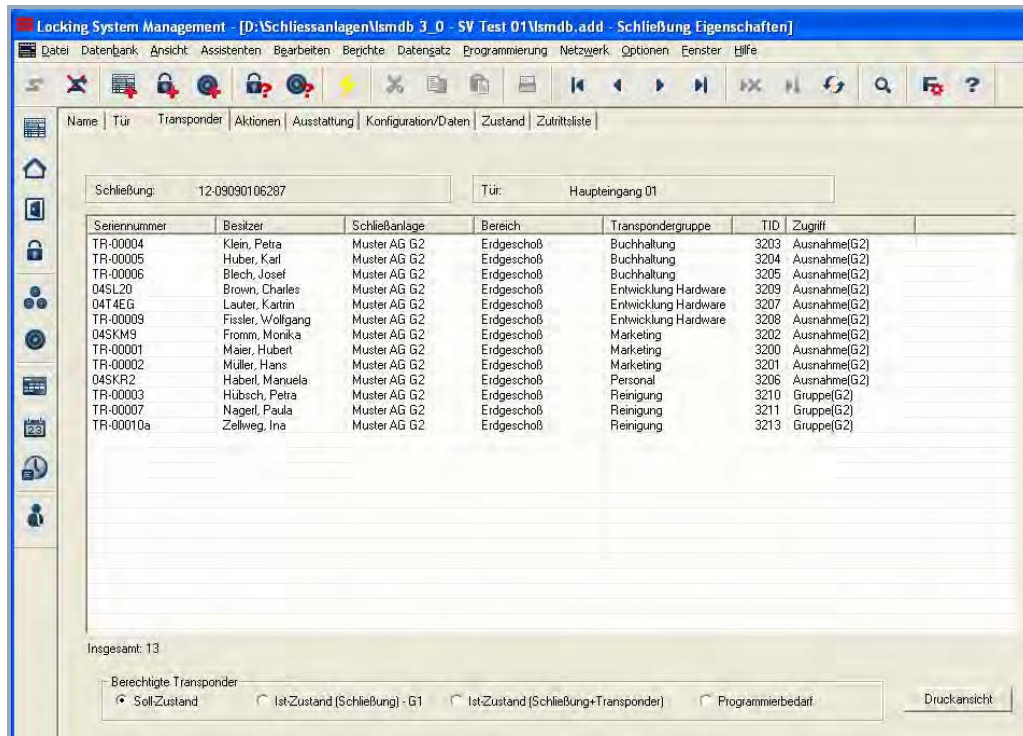 Locking System Management - [D:\Schliessanlagen\lsmdb 3_0 - SV Test 01\lsmdb.add - Schließung Eigenschaften]
Datei Datenbank Ansicht Assistenten Bearbeiten Berichte Datensatz Programmierung Netzwerk Optionen Fenster Hilfe
Name Tür Transponder Aktionen Ausstattung Konfiguration/Daten Zustand Zutrittsliste
Schließung: 12-09090106287 Tür: Haupteingang 01
Seriennummer Besitzer Schließanlage Bereich Transpondergruppe TID Zugriff
TR-00004 Klein, Petra Muster AG G2 Erdgeschoß Buchhaltung 3203 Ausnahme(G2)
TR-00005 Huber, Karl Muster AG G2 Erdgeschoß Buchhaltung 3204 Ausnahme(G2)
TR-00006 Blech, Josef Muster AG G2 Erdgeschoß Buchhaltung 3205 Ausnahme(G2)
04SL20 Brown, Charles Muster AG G2 Erdgeschoß Entwicklung Hardware 3209 Ausnahme(G2)
04T4EG Lauter, Kartrin Muster AG G2 Erdgeschoß Entwicklung Hardware 3207 Ausnahme(G2)
TR-00009 Fissler, Wolfgang Muster AG G2 Erdgeschoß Entwicklung Hardware 3208 Ausnahme(G2)
04SKM9 Fromm, Monika Muster AG G2 Erdgeschoß Marketing 3202 Ausnahme(G2)
TR-00001 Maier, Hubert Muster AG G2 Erdgeschoß Marketing 3200 Ausnahme(G2)
TR-00002 Müller, Hans Muster AG G2 Erdgeschoß Marketing 3201 Ausnahme(G2)
04SKR2 Haberl, Manuela Muster AG G2 Erdgeschoß Personal 3206 Ausnahme(G2)
TR-00003 Hübsch, Petra Muster AG G2 Erdgeschoß Reinigung 3210 Gruppe(G2)
TR-00007 Nagerl, Paula Muster AG G2 Erdgeschoß Reinigung 3211 Gruppe(G2)
TR-00010a Zellweg, Ina Muster AG G2 Erdgeschoß Reinigung 3213 Gruppe(G2)
Insgesamt: 13
Berechtigte Transponder
Soll-Zustand Ist-Zustand (Schließung) - G1 Ist-Zustand (Schließung+Transponder) Programmierbedarf Druckansicht